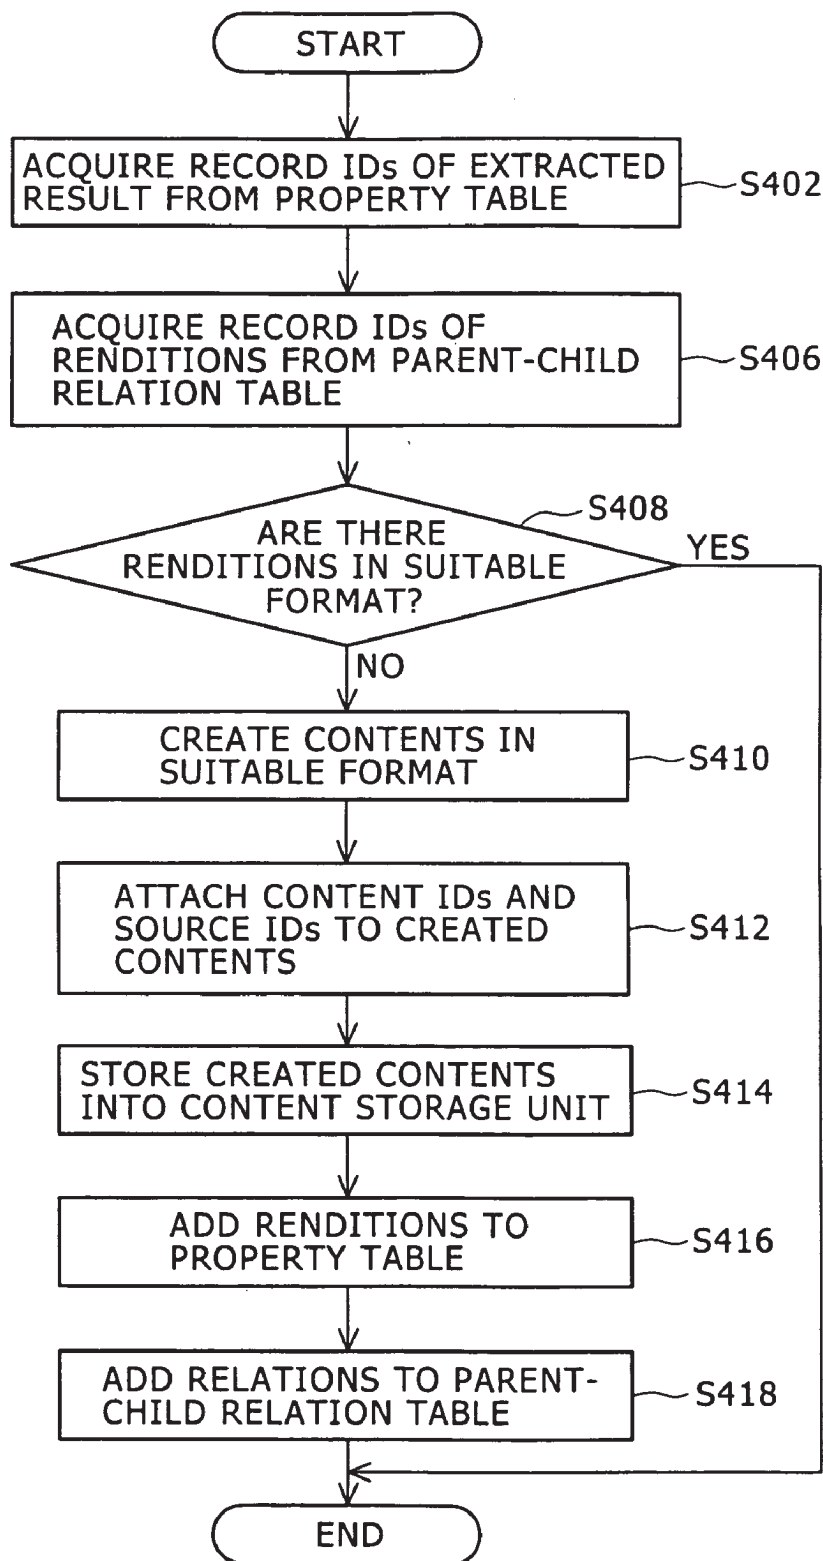 START
ACQUIRE RECORD IDs OF EXTRACTED
RESULT FROM PROPERTY TABLE
S402
ACQUIRE RECORD IDs OF
RENDITIONS FROM PARENT-CHILD
RELATION TABLE
S406
S408
ARE THERE
RENDITIONS IN SUITABLE
FORMAT?
YES
NO
CREATE CONTENTS IN
SUITABLE FORMAT
S410
ATTACH CONTENT IDs AND
SOURCE IDs TO CREATED
CONTENTS
S412
STORE CREATED CONTENTS
INTO CONTENT STORAGE UNIT
S414
ADD RENDITIONS TO
PROPERTY TABLE
S416
ADD RELATIONS TO PARENT-
CHILD RELATION TABLE
S418
END